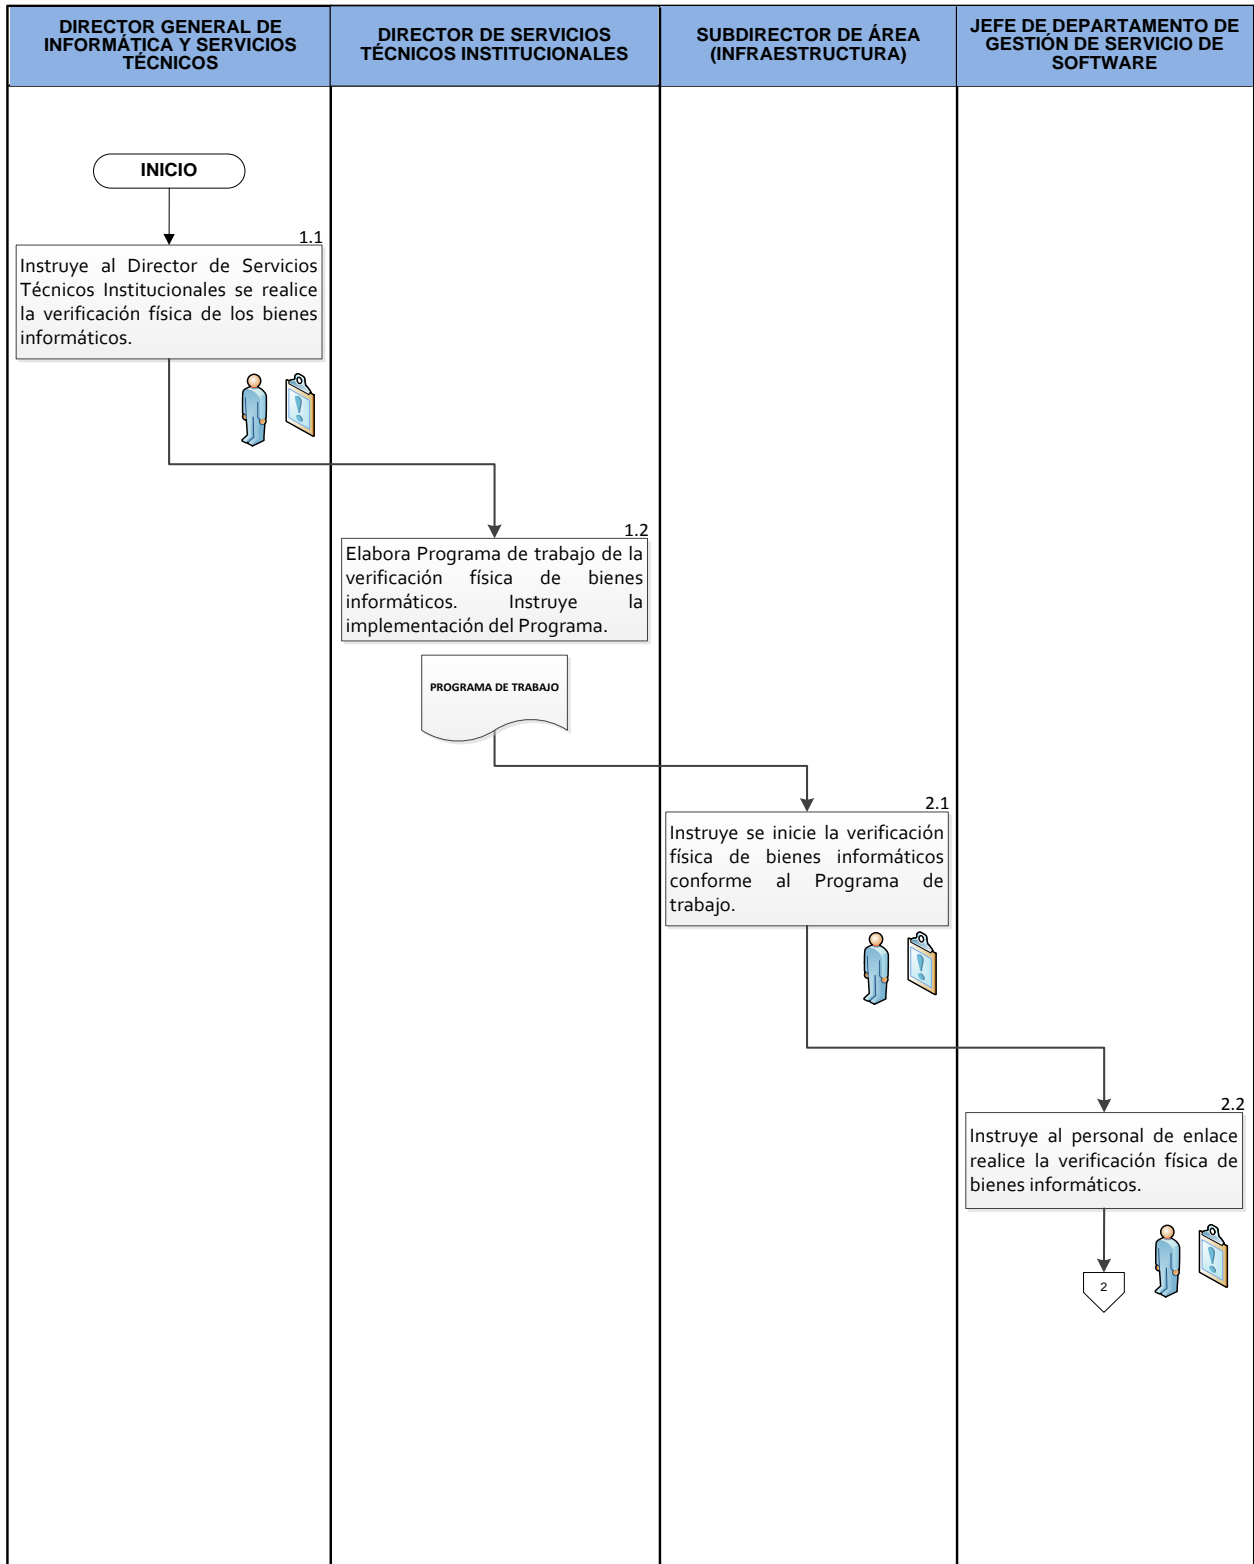 DIRECTOR GENERAL DE
INFORMÁTICA Y SERVICIOS
TÉCNICOS
DIRECTOR DE SERVICIOS
TÉCNICOS INSTITUCIONALES
SUBDIRECTOR DE ÁREA
(INFRAESTRUCTURA)
JEFE DE DEPARTAMENTO DE
GESTIÓN DE SERVICIO DE
SOFTWARE
INICIO
1.1
Instruye al Director de Servicios
Técnicos Institucionales se realice
la verificación física de los bienes
informáticos.
1.2
Elabora Programa de trabajo de la
verificación física de bienes
informáticos. Instruye la
implementación del Programa.
PROGRAMA DE TRABAJO
2.1
Instruye se inicie la verificación
física de bienes informáticos
conforme al Programa de
trabajo.
2.2
Instruye al personal de enlace
realice la verificación física de
bienes informáticos.
2